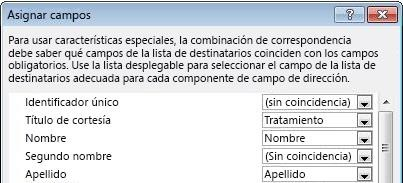 Asignar campos
Para usar características especiales, la combinación de correspondencia
debe saber qué campos de la lista de destinatarios coinciden con los campos
obligatorios. Use la lista desplegable para seleccionar el campo de la lista de
destinatarios adecuada para cada componente de campo de dirección.
Identificador único (sin coincidencia)
Título de cortesía Tratamiento
Nombre Nombre
Segundo nombre (Sin coincidencia)
Apellido Apellido